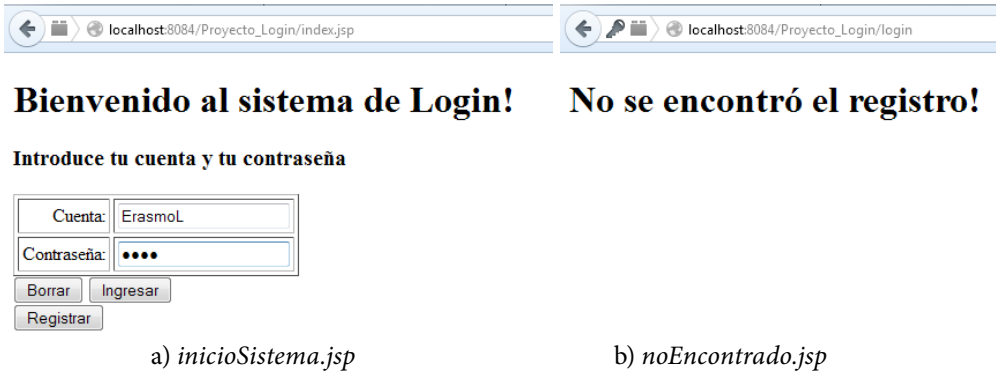 localhost:8084/Proyecto_Login/index.jsp
Bienvenido al sistema de Login!
Introduce tu cuenta y tu contraseña
Cuenta: ErasmoL
Contraseña: ••••
Borrar Ingresar
Registrar
a) inicioSistema.jsp
localhost:8084/Proyecto_Login/login
No se encontró el registro!
b) noEncontrado.jsp